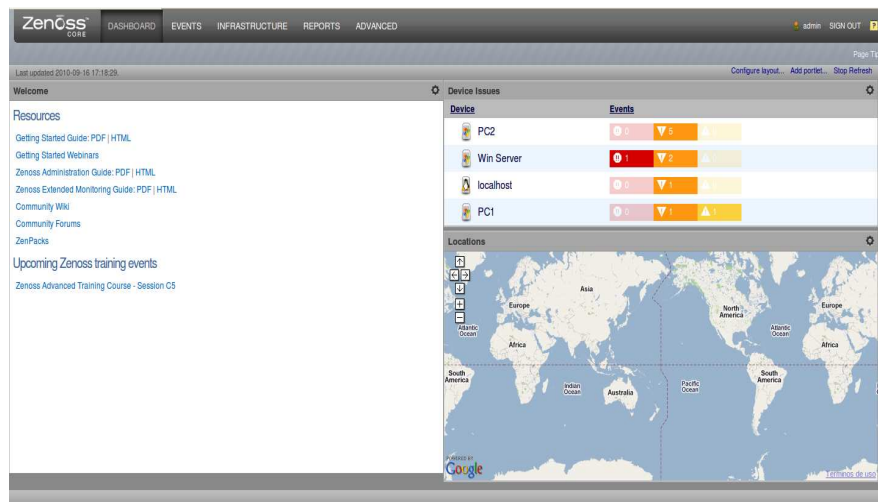 Zenōss CORE
DASHBOARD EVENTS INFRASTRUCTURE REPORTS ADVANCED
admin SIGN OUT ?
Page Ti
Last updated 2010-09-16 17:18:29.
Configure layout... Add portlet... Stop Refresh
Welcome
Resources
Getting Started Guide: PDF | HTML
Getting Started Webinars
Zenoss Administration Guide: PDF | HTML
Zenoss Extended Monitoring Guide: PDF | HTML
Community Wiki
Community Forums
ZenPacks
Upcoming Zenoss training events
Zenoss Advanced Training Course - Session C5
Device Issues
Device Events
PC2 0 5
Win Server 1 2
localhost 0 1
PC1 0 1 1
Locations
Asia
Europe
North America
Europe
Atlantic Ocean
Atlantic Ocean
Africa
Africa
South America
Indian Ocean
Australia
Pacific Ocean
South America
POWERED BY
Google
Términos de uso